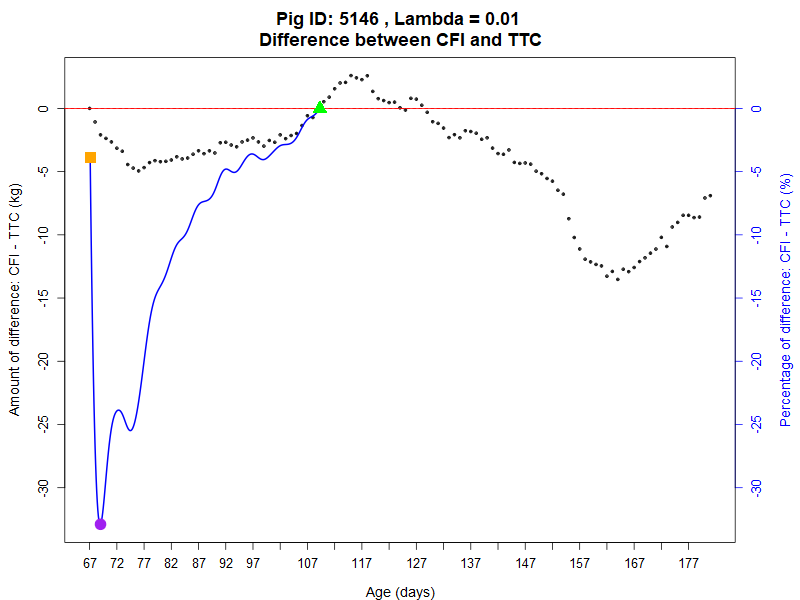 Pig ID: 5146 , Lambda = 0.01
Difference between CFI and TTC
Amount of difference: CFI - TTC (kg)
0
-5
-10
-15
-20
-25
-30
0
-5
-10
-15
-20
-25
-30
Percentage of difference: CFI - TTC (%)
67 72 77 82 87 92 97 107 117 127 137 147 157 167 177
Age (days)